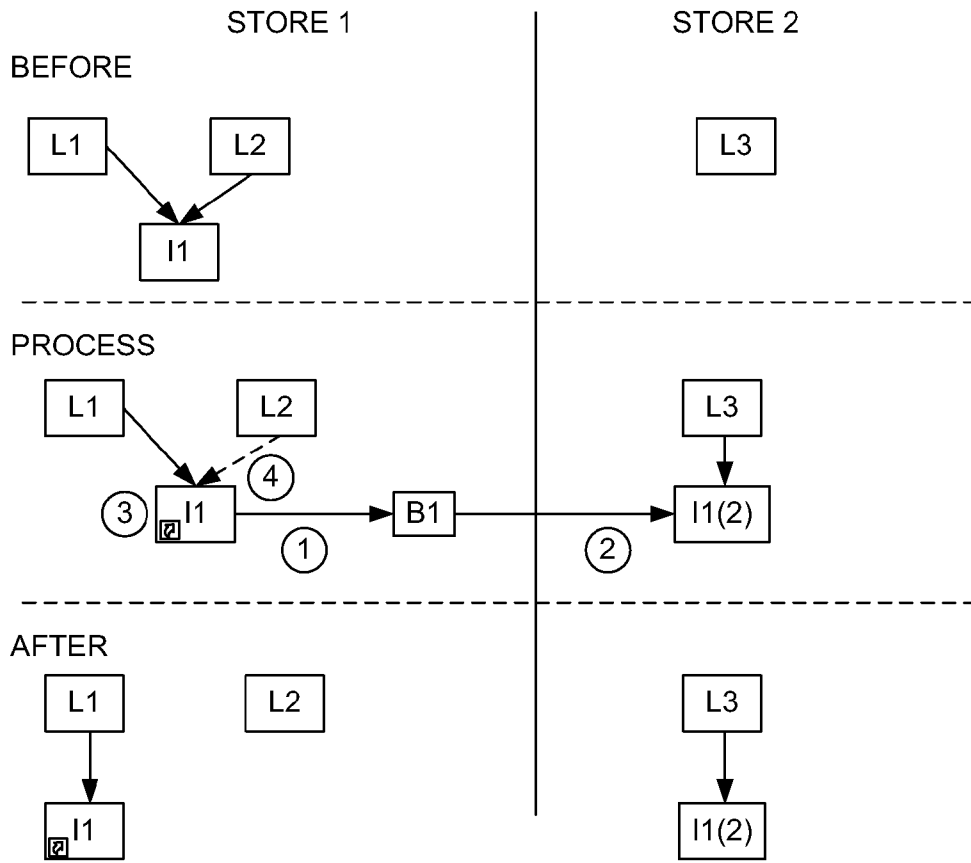 STORE 1 STORE 2
BEFORE
L1 L2 L3
I1
PROCESS
L1 L2 L3
4
3 I1 B1 I1(2)
1 2
AFTER
L1 L2 L3
I1 I1(2)